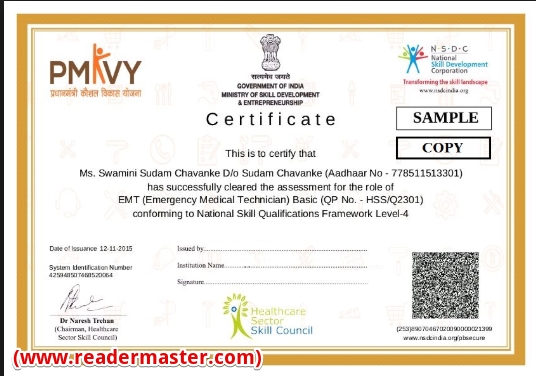 PMKVY
प्रधानमंत्री कौशल विकास योजना
सत्यमेव जयते
GOVERNMENT OF INDIA
MINISTRY OF SKILL DEVELOPMENT
& ENTREPRENEURSHIP
N·S·D·C
National
Skill Development
Corporation
Transforming the skill landscape
www.nsdcindia.org
Certificate
SAMPLE
COPY
This is to certify that
Ms. Swamini Sudam Chavanke D/o Sudam Chavanke (Aadhaar No - 778511513301)
has successfully cleared the assessment for the role of
EMT (Emergency Medical Technician) Basic (QP No. - HSS/Q2301)
conforming to National Skill Qualifications Framework Level-4
Date of Issuance 12-11-2015
System Identification Number
425948507468520064
Issued by
Institution Name
Signature
Dr Naresh Trehan
(Chairman, Healthcare
Sector Skill Council)
Healthcare
Sector
Skill Council
www.nsdcindia.org/pbsecure
(www.readermaster.com)